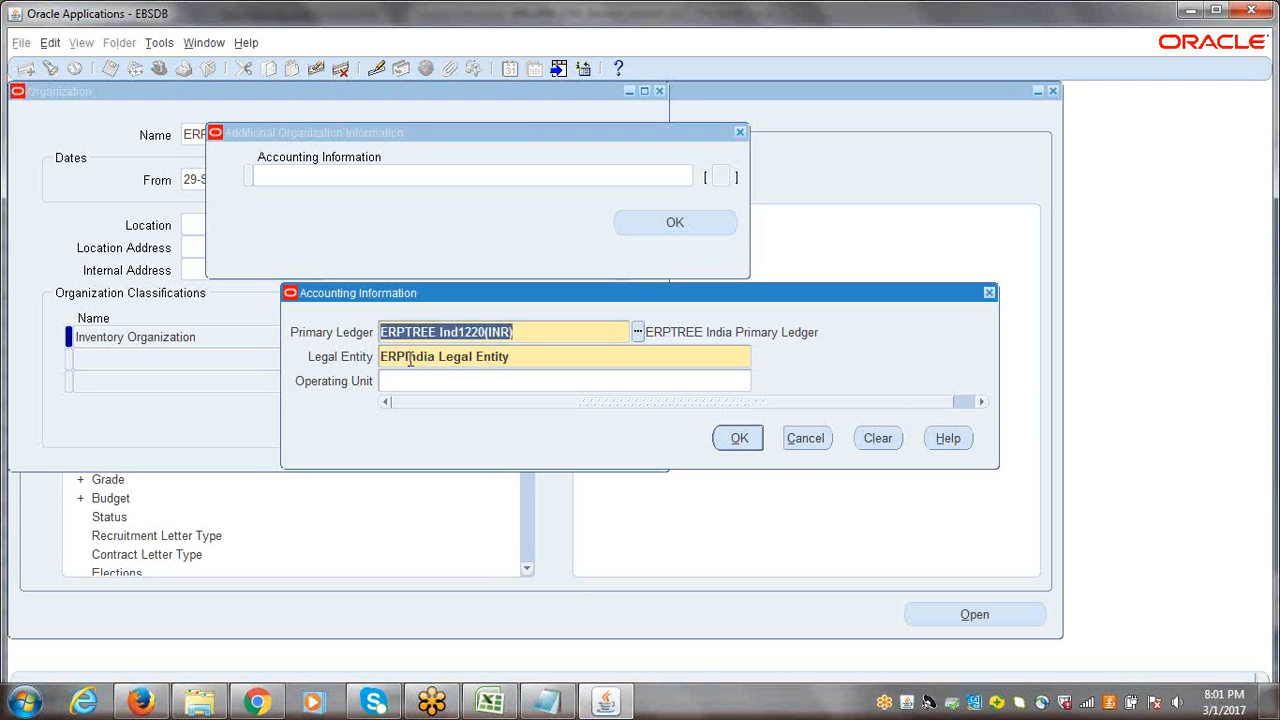 Oracle Applications - EBSDB
File Edit View Folder Tools Window Help
ORACLE
Organization
Name ERP
Additional Organization Information
Dates
Accounting Information
From 29-S
[ ]
Location
OK
Location Address
Internal Address
Organization Classifications
Name
Accounting Information
Inventory Organization
Primary Ledger ERPTREE Ind1220(INR) ... ERPTREE India Primary Ledger
Legal Entity ERPIndia Legal Entity
Operating Unit
OK Cancel Clear Help
+ Grade
+ Budget
Status
Recruitment Letter Type
Contract Letter Type
Elections
Open
8:01 PM
3/1/2017